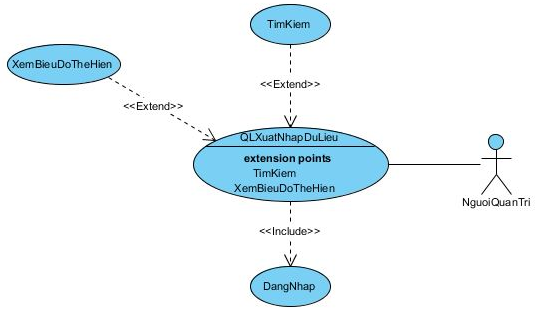 TimKiem
XemBieuDoTheHien
<<Extend>>
<<Extend>>
QLXuatNhapDuLieu
extension points
TimKiem
XemBieuDoTheHien
NguoiQuanTri
<<Include>>
DangNhap